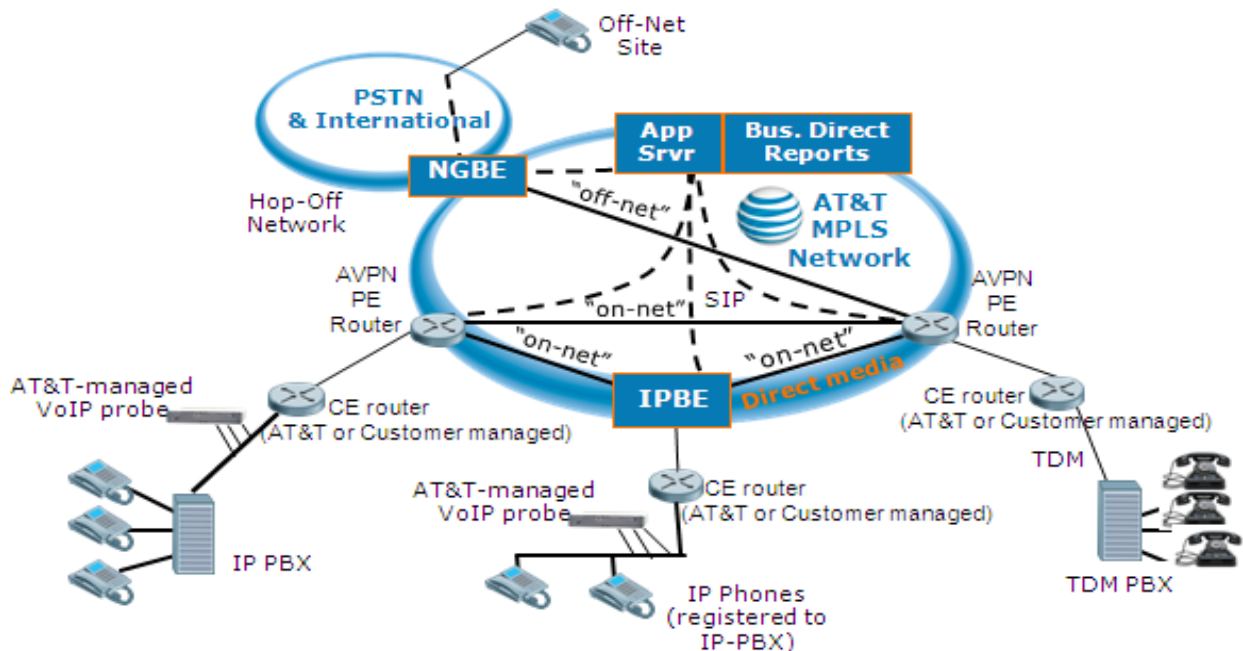 Off-Net
Site
PSTN
& International
App
Srvr
Bus. Direct
Reports
NGBE
"off-net"
AT&T
MPLS
Network
Hop-Off
Network
AVPN
PE
Router
SIP
"on-net"
AVPN
PE
Router
"on-net"
"on-net"
Direct media
IPBE
AT&T-managed
VoIP probe
CE router
(AT&T or Customer managed)
CE router
(AT&T or Customer managed)
TDM
AT&T-managed
VoIP probe
CE router
(AT&T or Customer managed)
IP PBX
IP Phones
(registered to
IP-PBX)
TDM PBX